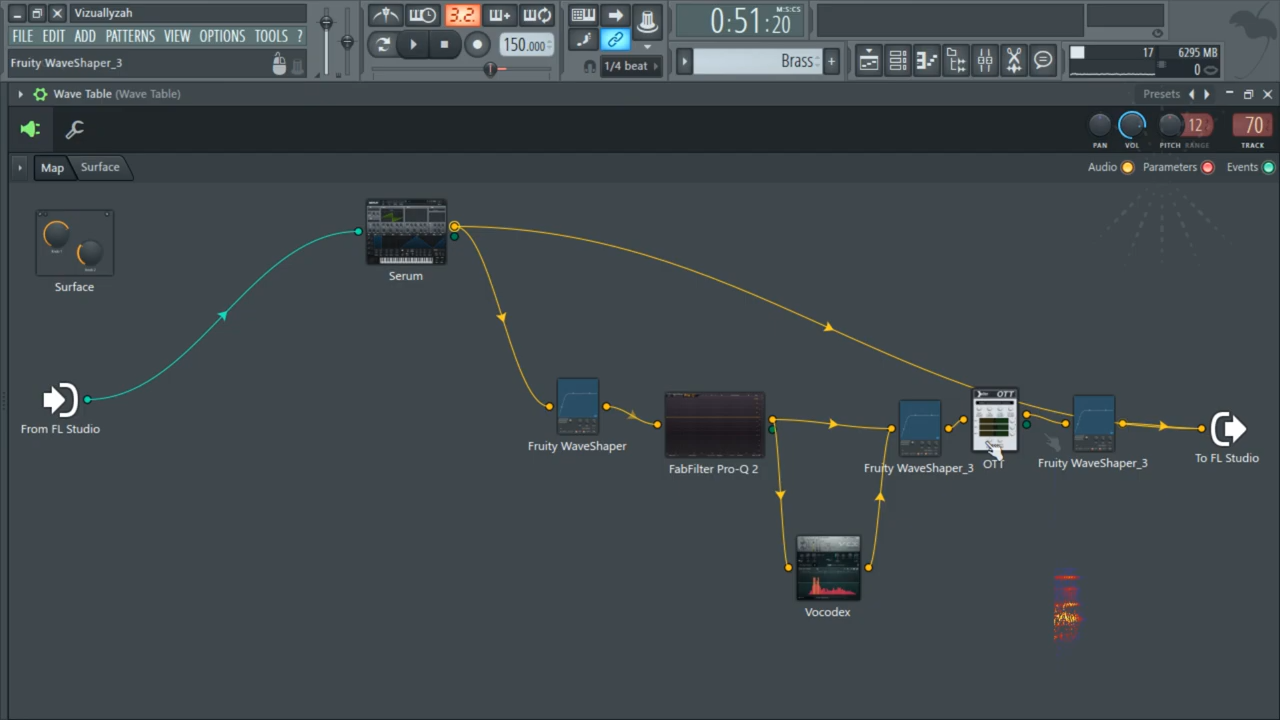 Vizuallyzah
FILE EDIT ADD PATTERNS VIEW OPTIONS TOOLS ?
Fruity WaveShaper_3
3.2.
150.000
1/4 beat
0:51:20
M:S:CS
Brass
17
6295 MB
0
Wave Table (Wave Table)
Presets
12
70
PAN VOL PITCH RANGE TRACK
Map Surface
Audio Parameters Events
Surface
Serum
From FL Studio
Fruity WaveShaper
FabFilter Pro-Q 2
Fruity WaveShaper_3
OTT
OTT
Fruity WaveShaper_3
To FL Studio
Vocodex